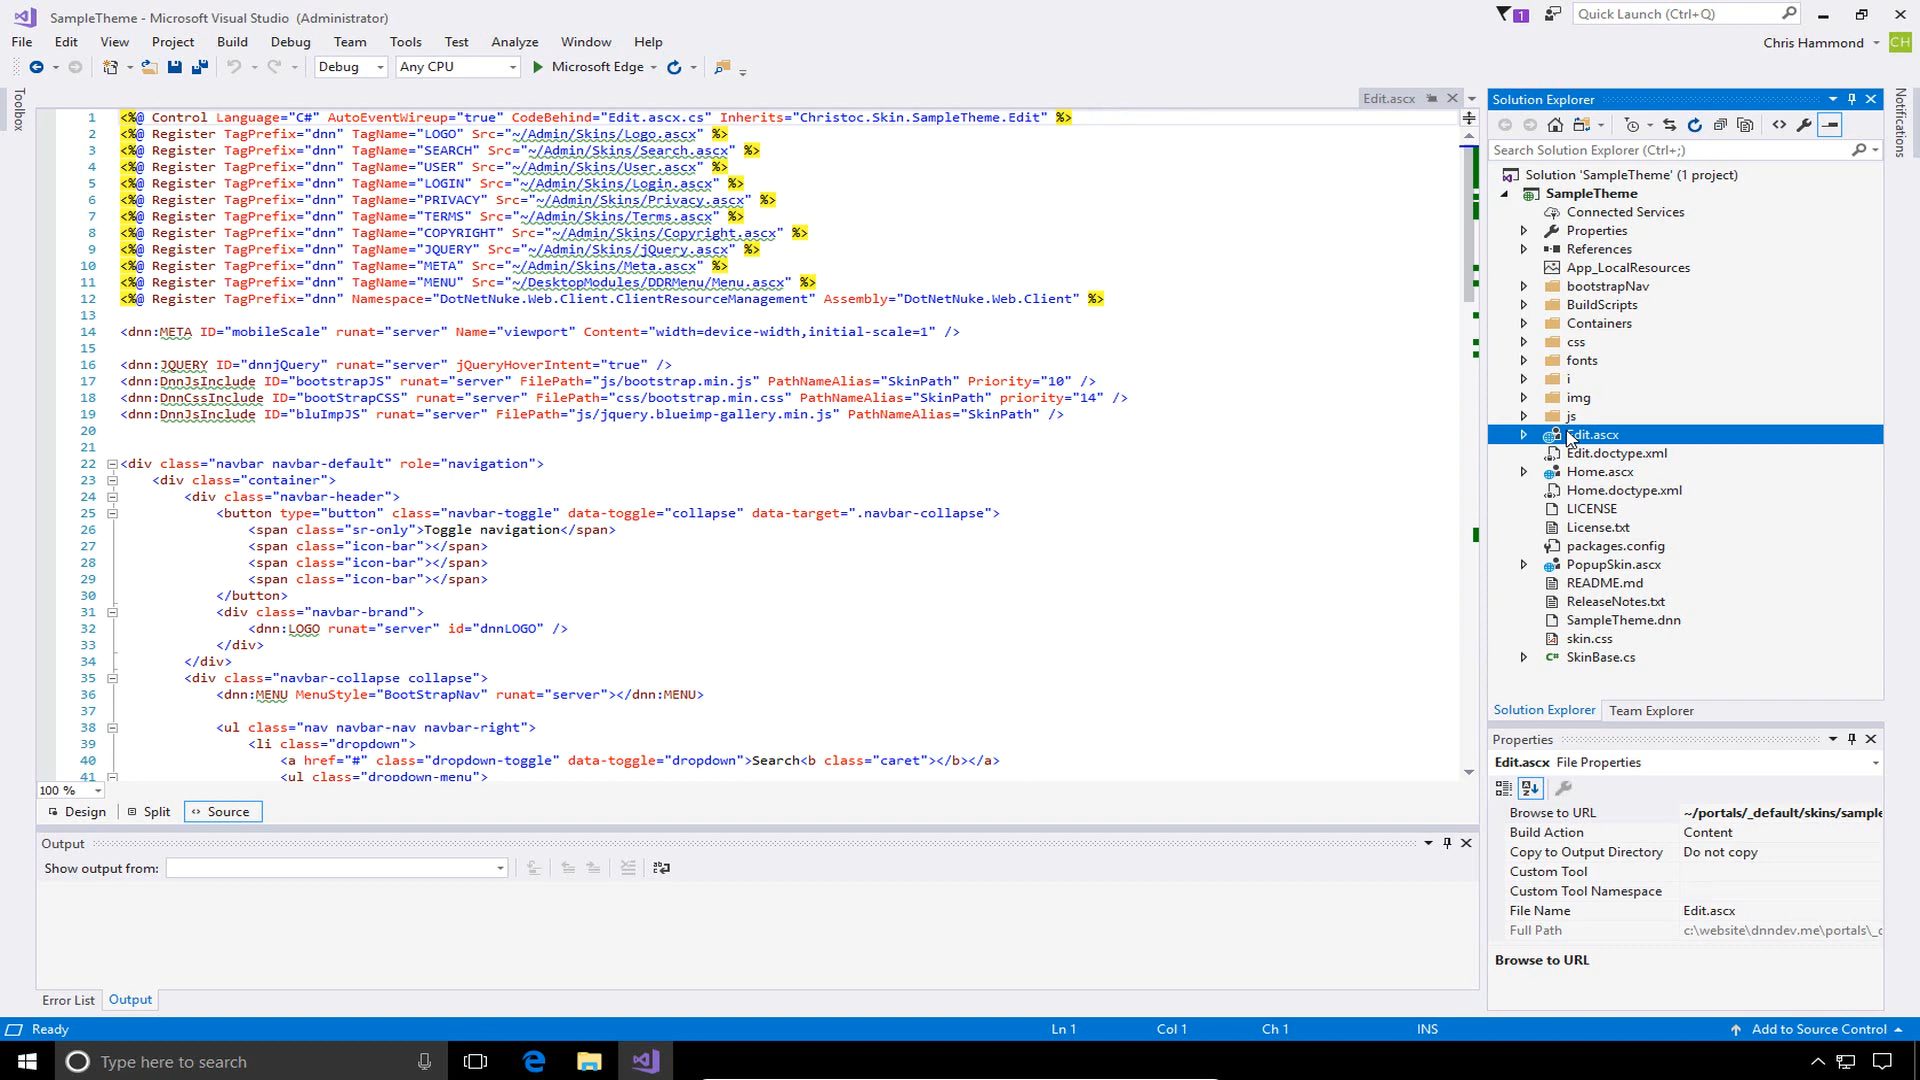 SampleTheme - Microsoft Visual Studio (Administrator)
1
Quick Launch (Ctrl+Q)
File Edit View Project Build Debug Team Tools Test Analyze Window Help
Chris Hammond CH
Debug Any CPU Microsoft Edge
Toolbox
Edit.ascx
1 <%@ Control Language="C#" AutoEventWireup="true" CodeBehind="Edit.ascx.cs" Inherits="Christoc.Skin.SampleTheme.Edit" %>
2 <%@ Register TagPrefix="dnn" TagName="LOGO" Src="~/Admin/Skins/Logo.ascx" %>
3 <%@ Register TagPrefix="dnn" TagName="SEARCH" Src="~/Admin/Skins/Search.ascx" %>
4 <%@ Register TagPrefix="dnn" TagName="USER" Src="~/Admin/Skins/User.ascx" %>
5 <%@ Register TagPrefix="dnn" TagName="LOGIN" Src="~/Admin/Skins/Login.ascx" %>
6 <%@ Register TagPrefix="dnn" TagName="PRIVACY" Src="~/Admin/Skins/Privacy.ascx" %>
7 <%@ Register TagPrefix="dnn" TagName="TERMS" Src="~/Admin/Skins/Terms.ascx" %>
8 <%@ Register TagPrefix="dnn" TagName="COPYRIGHT" Src="~/Admin/Skins/Copyright.ascx" %>
9 <%@ Register TagPrefix="dnn" TagName="JQUERY" Src="~/Admin/Skins/jQuery.ascx" %>
10 <%@ Register TagPrefix="dnn" TagName="META" Src="~/Admin/Skins/Meta.ascx" %>
11 <%@ Register TagPrefix="dnn" TagName="MENU" Src="~/DesktopModules/DDRMenu/Menu.ascx" %>
12 <%@ Register TagPrefix="dnn" Namespace="DotNetNuke.Web.Client.ClientResourceManagement" Assembly="DotNetNuke.Web.Client" %>
13
14 <dnn:META ID="mobileScale" runat="server" Name="viewport" Content="width=device-width,initial-scale=1" />
15
16 <dnn:JQUERY ID="dnnjQuery" runat="server" jQueryHoverIntent="true" />
17 <dnn:DnnJsInclude ID="bootstrapJS" runat="server" FilePath="js/bootstrap.min.js" PathNameAlias="SkinPath" Priority="10" />
18 <dnn:DnnCssInclude ID="bootStrapCSS" runat="server" FilePath="css/bootstrap.min.css" PathNameAlias="SkinPath" priority="14" />
19 <dnn:DnnJsInclude ID="bluImpJS" runat="server" FilePath="js/jquery.blueimp-gallery.min.js" PathNameAlias="SkinPath" />
20
21
22 <div class="navbar navbar-default" role="navigation">
23 <div class="container">
24 <div class="navbar-header">
25 <button type="button" class="navbar-toggle" data-toggle="collapse" data-target=".navbar-collapse">
26 <span class="sr-only">Toggle navigation</span>
27 <span class="icon-bar"></span>
28 <span class="icon-bar"></span>
29 <span class="icon-bar"></span>
30 </button>
31 <div class="navbar-brand">
32 <dnn:LOGO runat="server" id="dnnLOGO" />
33 </div>
34 </div>
35 <div class="navbar-collapse collapse">
36 <dnn:MENU MenuStyle="BootStrapNav" runat="server"></dnn:MENU>
37
38 <ul class="nav navbar-nav navbar-right">
39 <li class="dropdown">
40 <a href="#" class="dropdown-toggle" data-toggle="dropdown">Search<b class="caret"></b></a>
41 <ul class="dropdown-menu">
100 %
Design Split Source
Output
Show output from:
Error List Output
Solution Explorer
Search Solution Explorer (Ctrl+;)
Solution 'SampleTheme' (1 project)
SampleTheme
Connected Services
Properties
References
App_LocalResources
bootstrapNav
BuildScripts
Containers
css
fonts
i
img
js
Edit.ascx
Edit.doctype.xml
Home.ascx
Home.doctype.xml
LICENSE
License.txt
packages.config
PopupSkin.ascx
README.md
ReleaseNotes.txt
SampleTheme.dnn
skin.css
C# SkinBase.cs
Solution Explorer Team Explorer
Properties
Edit.ascx File Properties
Browse to URL ~/portals/_default/skins/sample
Build Action Content
Copy to Output Directory Do not copy
Custom Tool
Custom Tool Namespace
File Name Edit.ascx
Full Path c:\website\dnndev.me\portals\_c
Browse to URL
Notifications
Ready Ln 1 Col 1 Ch 1 INS Add to Source Control
Type here to search